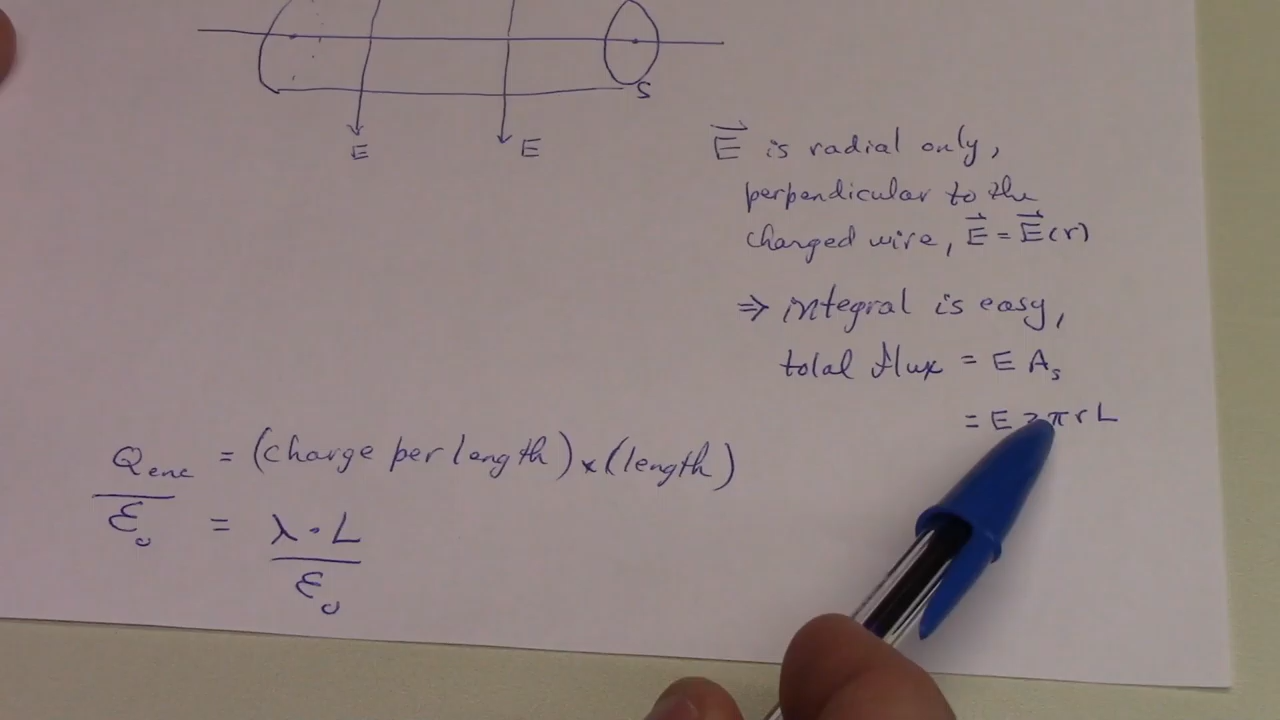 S
E
E
E⃗ is radial only,
perpendicular to the
charged wire, E⃗ = E⃗(r)
⇒ integral is easy,
total flux = E Aₛ
= E 2πr L
Qenc = (charge per length) × (length)
ε₀
= λ · L
ε₀